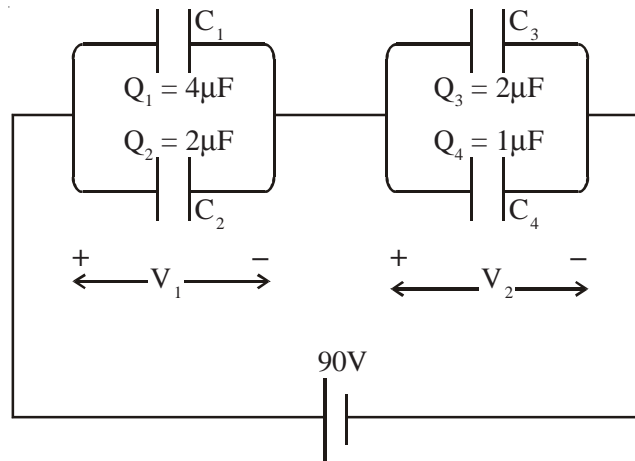 C₁ C₃
Q₁ = 4μF Q₃ = 2μF
Q₂ = 2μF Q₄ = 1μF
C₂ C₄
+ − + −
V₁ V₂
90V